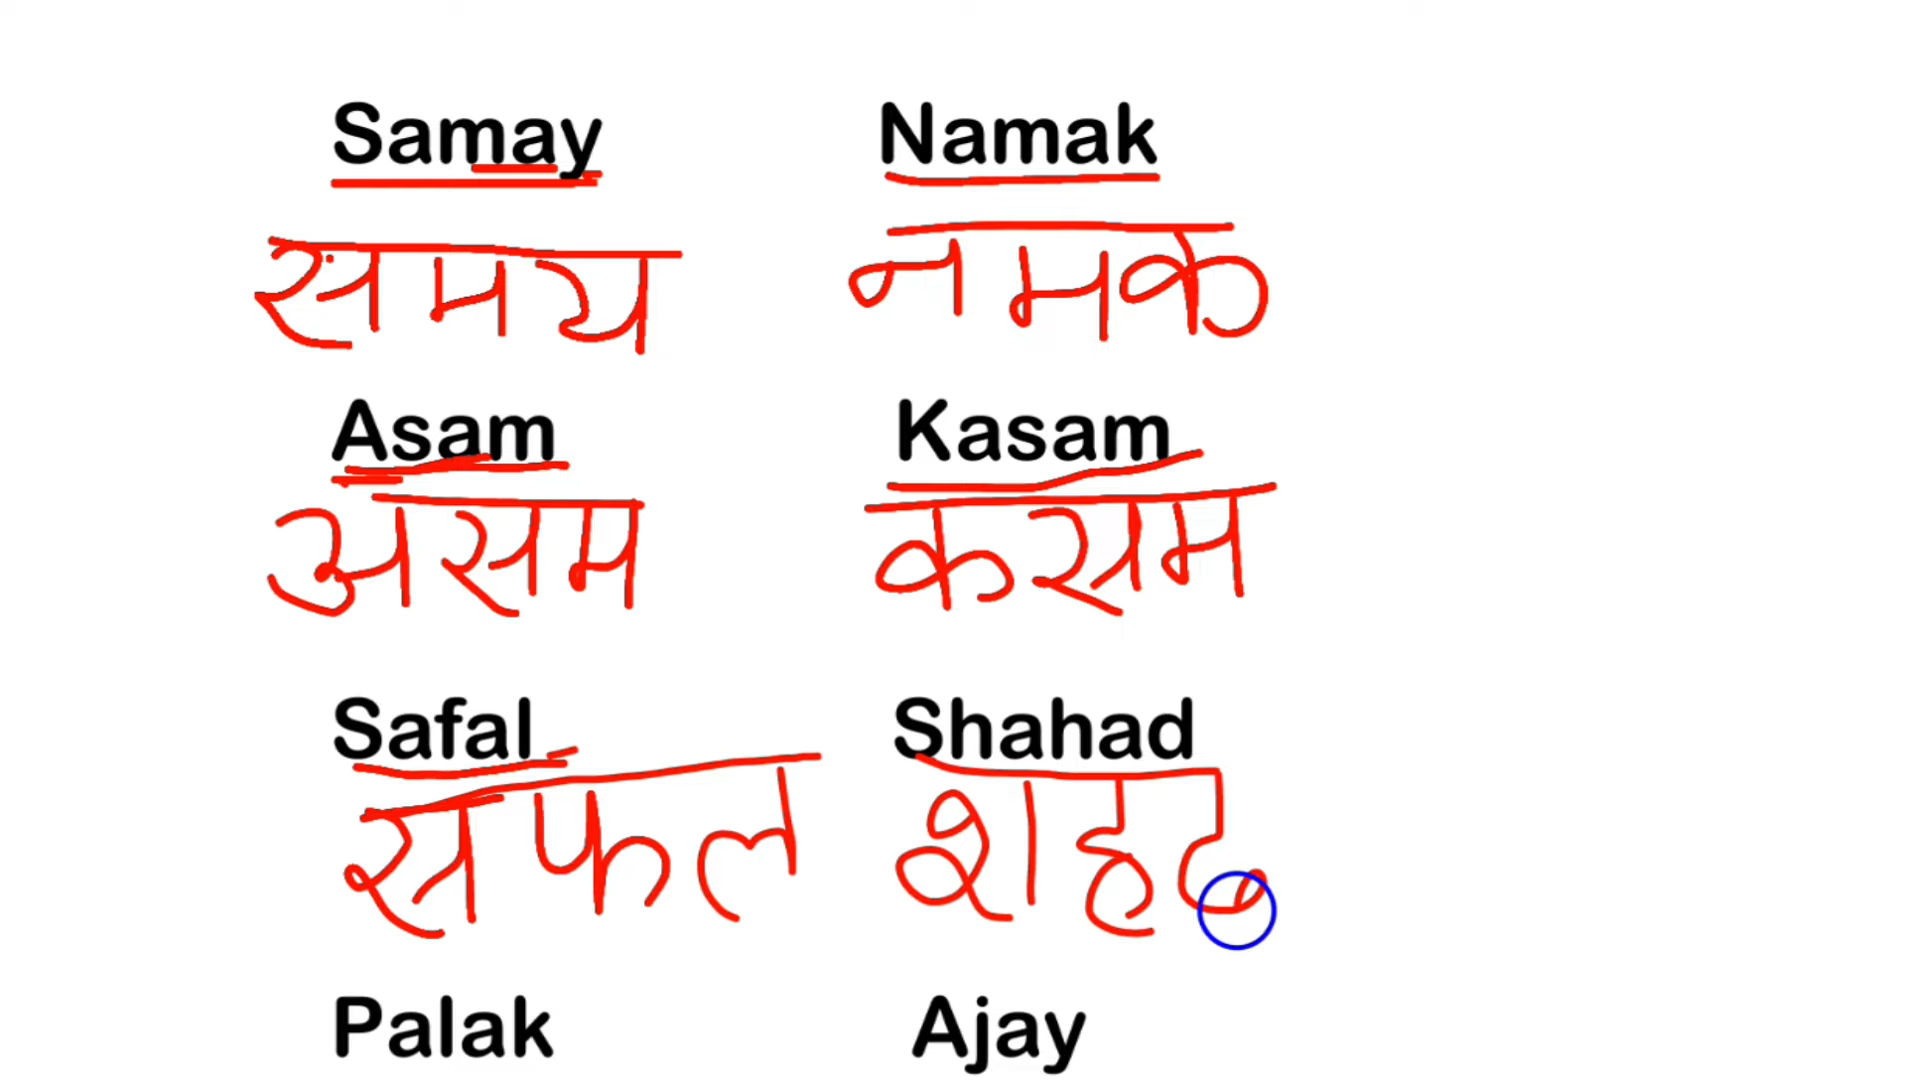 Samay Namak
समय नमक
Asam Kasam
असम कसम
Safal Shahad
सफल शहद
Palak Ajay